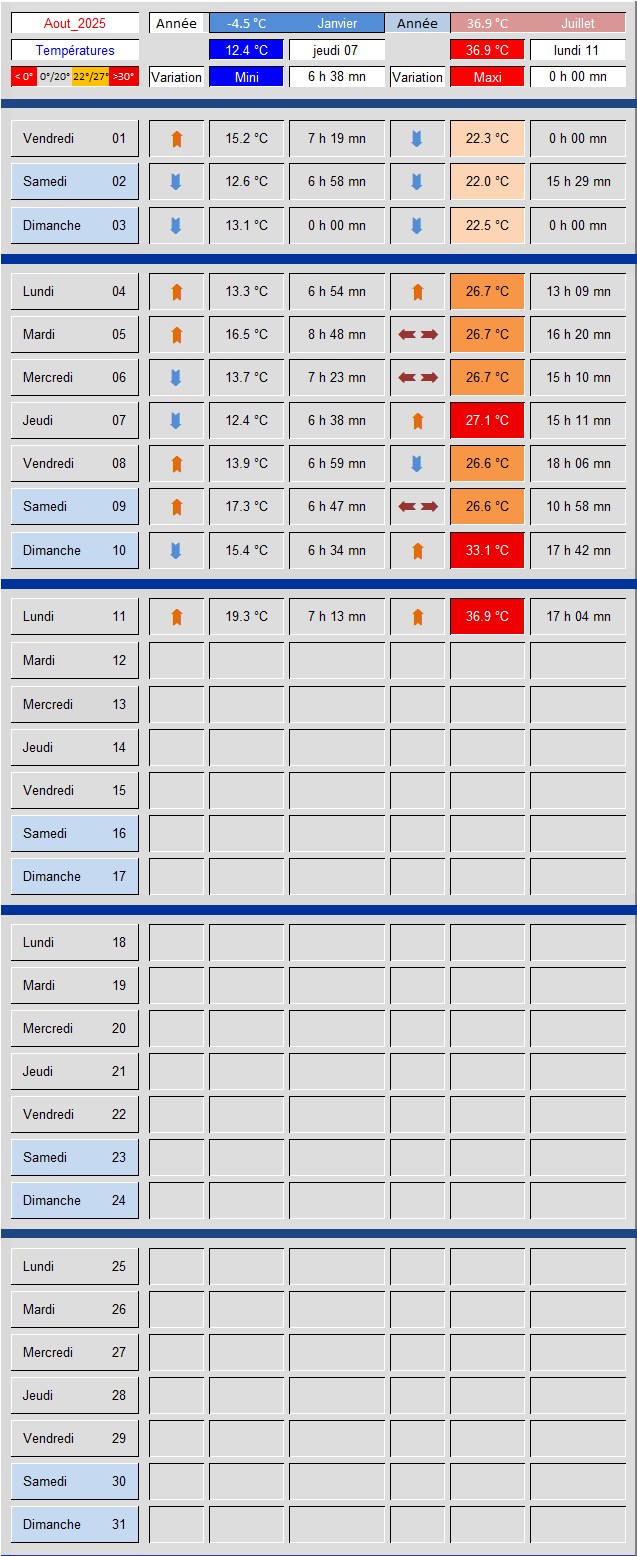 Aout_2025 Année -4.5 °C Janvier Année 36.9 °C Juillet
Températures 12.4 °C jeudi 07 36.9 °C lundi 11
< 0° 0°/20° 22°/27° >30° Variation Mini 6 h 38 mn Variation Maxi 0 h 00 mn
Vendredi 01 15.2 °C 7 h 19 mn 22.3 °C 0 h 00 mn
Samedi 02 12.6 °C 6 h 58 mn 22.0 °C 15 h 29 mn
Dimanche 03 13.1 °C 0 h 00 mn 22.5 °C 0 h 00 mn
Lundi 04 13.3 °C 6 h 54 mn 26.7 °C 13 h 09 mn
Mardi 05 16.5 °C 8 h 48 mn 26.7 °C 16 h 20 mn
Mercredi 06 13.7 °C 7 h 23 mn 26.7 °C 15 h 10 mn
Jeudi 07 12.4 °C 6 h 38 mn 27.1 °C 15 h 11 mn
Vendredi 08 13.9 °C 6 h 59 mn 26.6 °C 18 h 06 mn
Samedi 09 17.3 °C 6 h 47 mn 26.6 °C 10 h 58 mn
Dimanche 10 15.4 °C 6 h 34 mn 33.1 °C 17 h 42 mn
Lundi 11 19.3 °C 7 h 13 mn 36.9 °C 17 h 04 mn
Mardi 12
Mercredi 13
Jeudi 14
Vendredi 15
Samedi 16
Dimanche 17
Lundi 18
Mardi 19
Mercredi 20
Jeudi 21
Vendredi 22
Samedi 23
Dimanche 24
Lundi 25
Mardi 26
Mercredi 27
Jeudi 28
Vendredi 29
Samedi 30
Dimanche 31